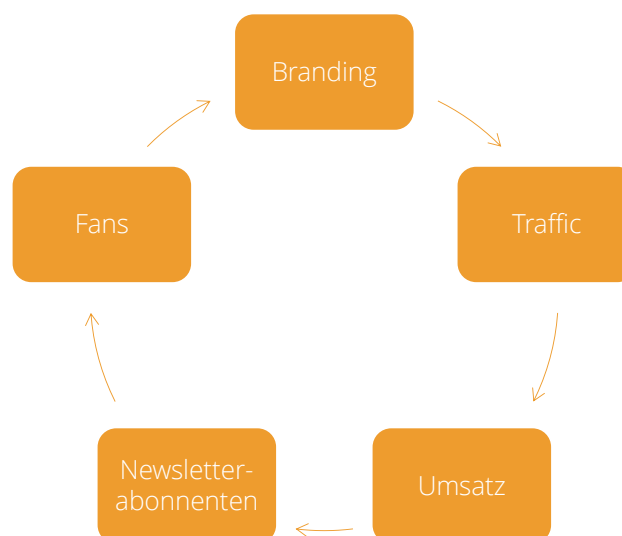 Branding
Traffic
Umsatz
Newsletter-
abonnenten
Fans